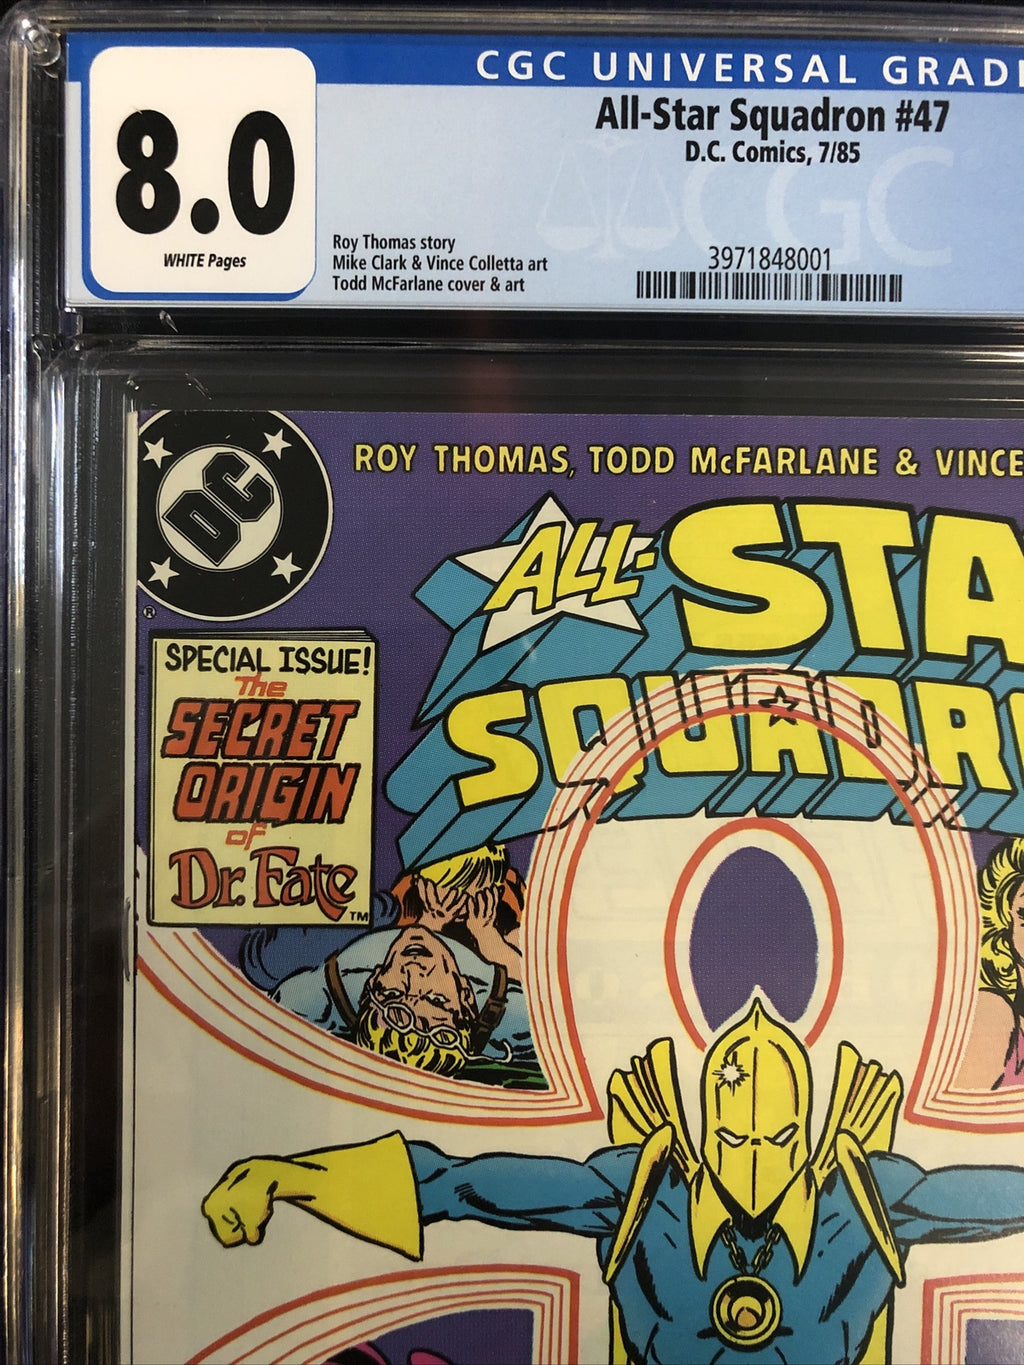 CGC UNIVERSAL GRADE
8.0
WHITE Pages
All-Star Squadron #47
D.C. Comics, 7/85
CGC
Roy Thomas story
Mike Clark & Vince Colletta art
Todd McFarlane cover & art
3971848001
DC
®
ROY THOMAS, TODD McFARLANE & VINCE
ALL-STA
SQUADR
SPECIAL ISSUE!
The
SECRET
ORIGIN
of
Dr. Fate
TM